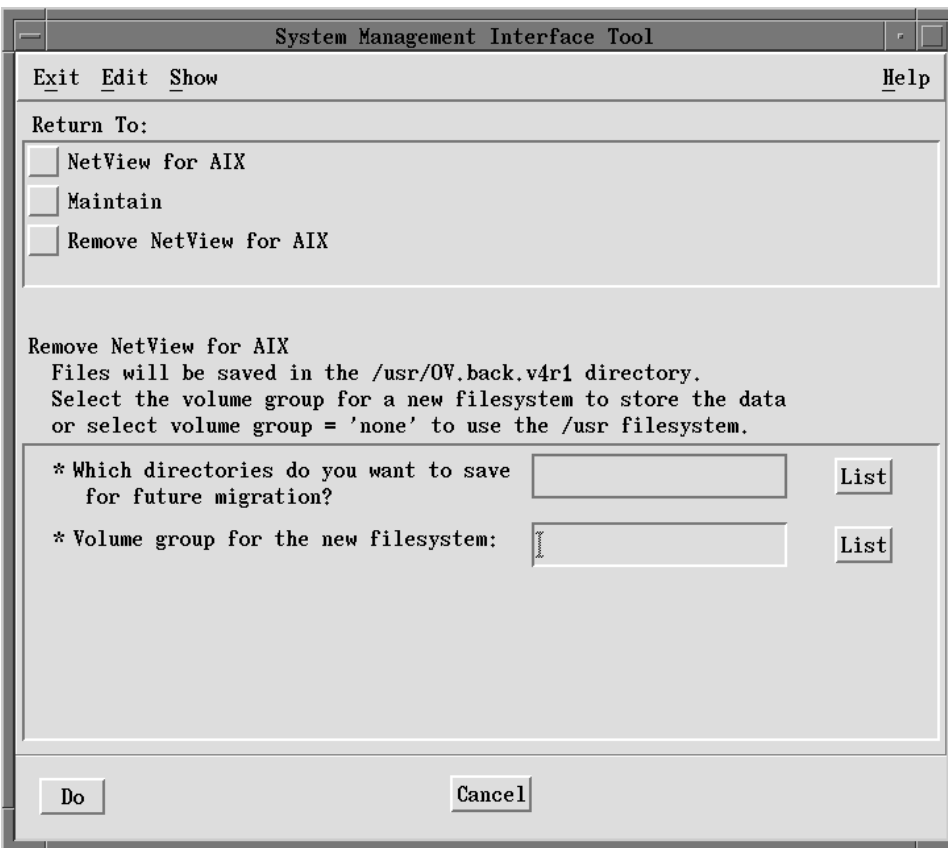 System Management Interface Tool
Exit Edit Show Help
Return To:
NetView for AIX
Maintain
Remove NetView for AIX
Remove NetView for AIX
Files will be saved in the /usr/OV.back.v4r1 directory.
Select the volume group for a new filesystem to store the data
or select volume group = 'none' to use the /usr filesystem.
* Which directories do you want to save List
for future migration?
* Volume group for the new filesystem: List
Do Cancel